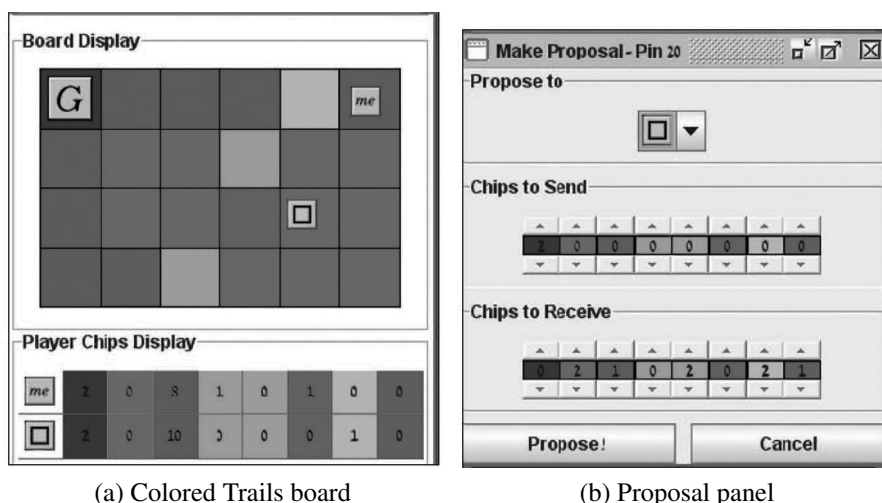 Board Display
G
me
Player Chips Display
me 2 0 8 1 0 1 0 0
2 0 10 0 0 0 1 0
(a) Colored Trails board
Make Proposal - Pin 20
Propose to
Chips to Send
2 0 0 0 0 0 0 0
Chips to Receive
0 2 1 0 2 0 2 1
Propose!
Cancel
(b) Proposal panel